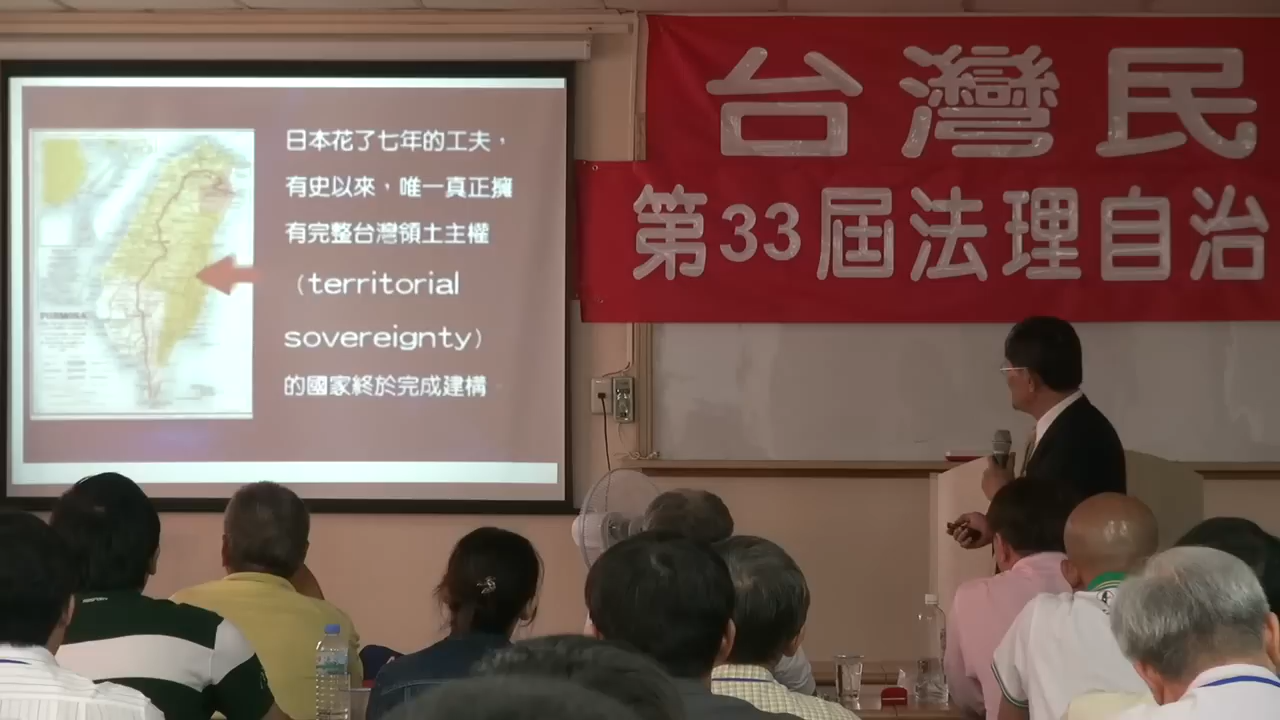 日本花了七年的工夫，
有史以來，唯一真正擁
有完整台灣領土主權
（territorial
sovereignty）
的國家終於完成建構
FORMOSA
台灣民
第33屆法理自治